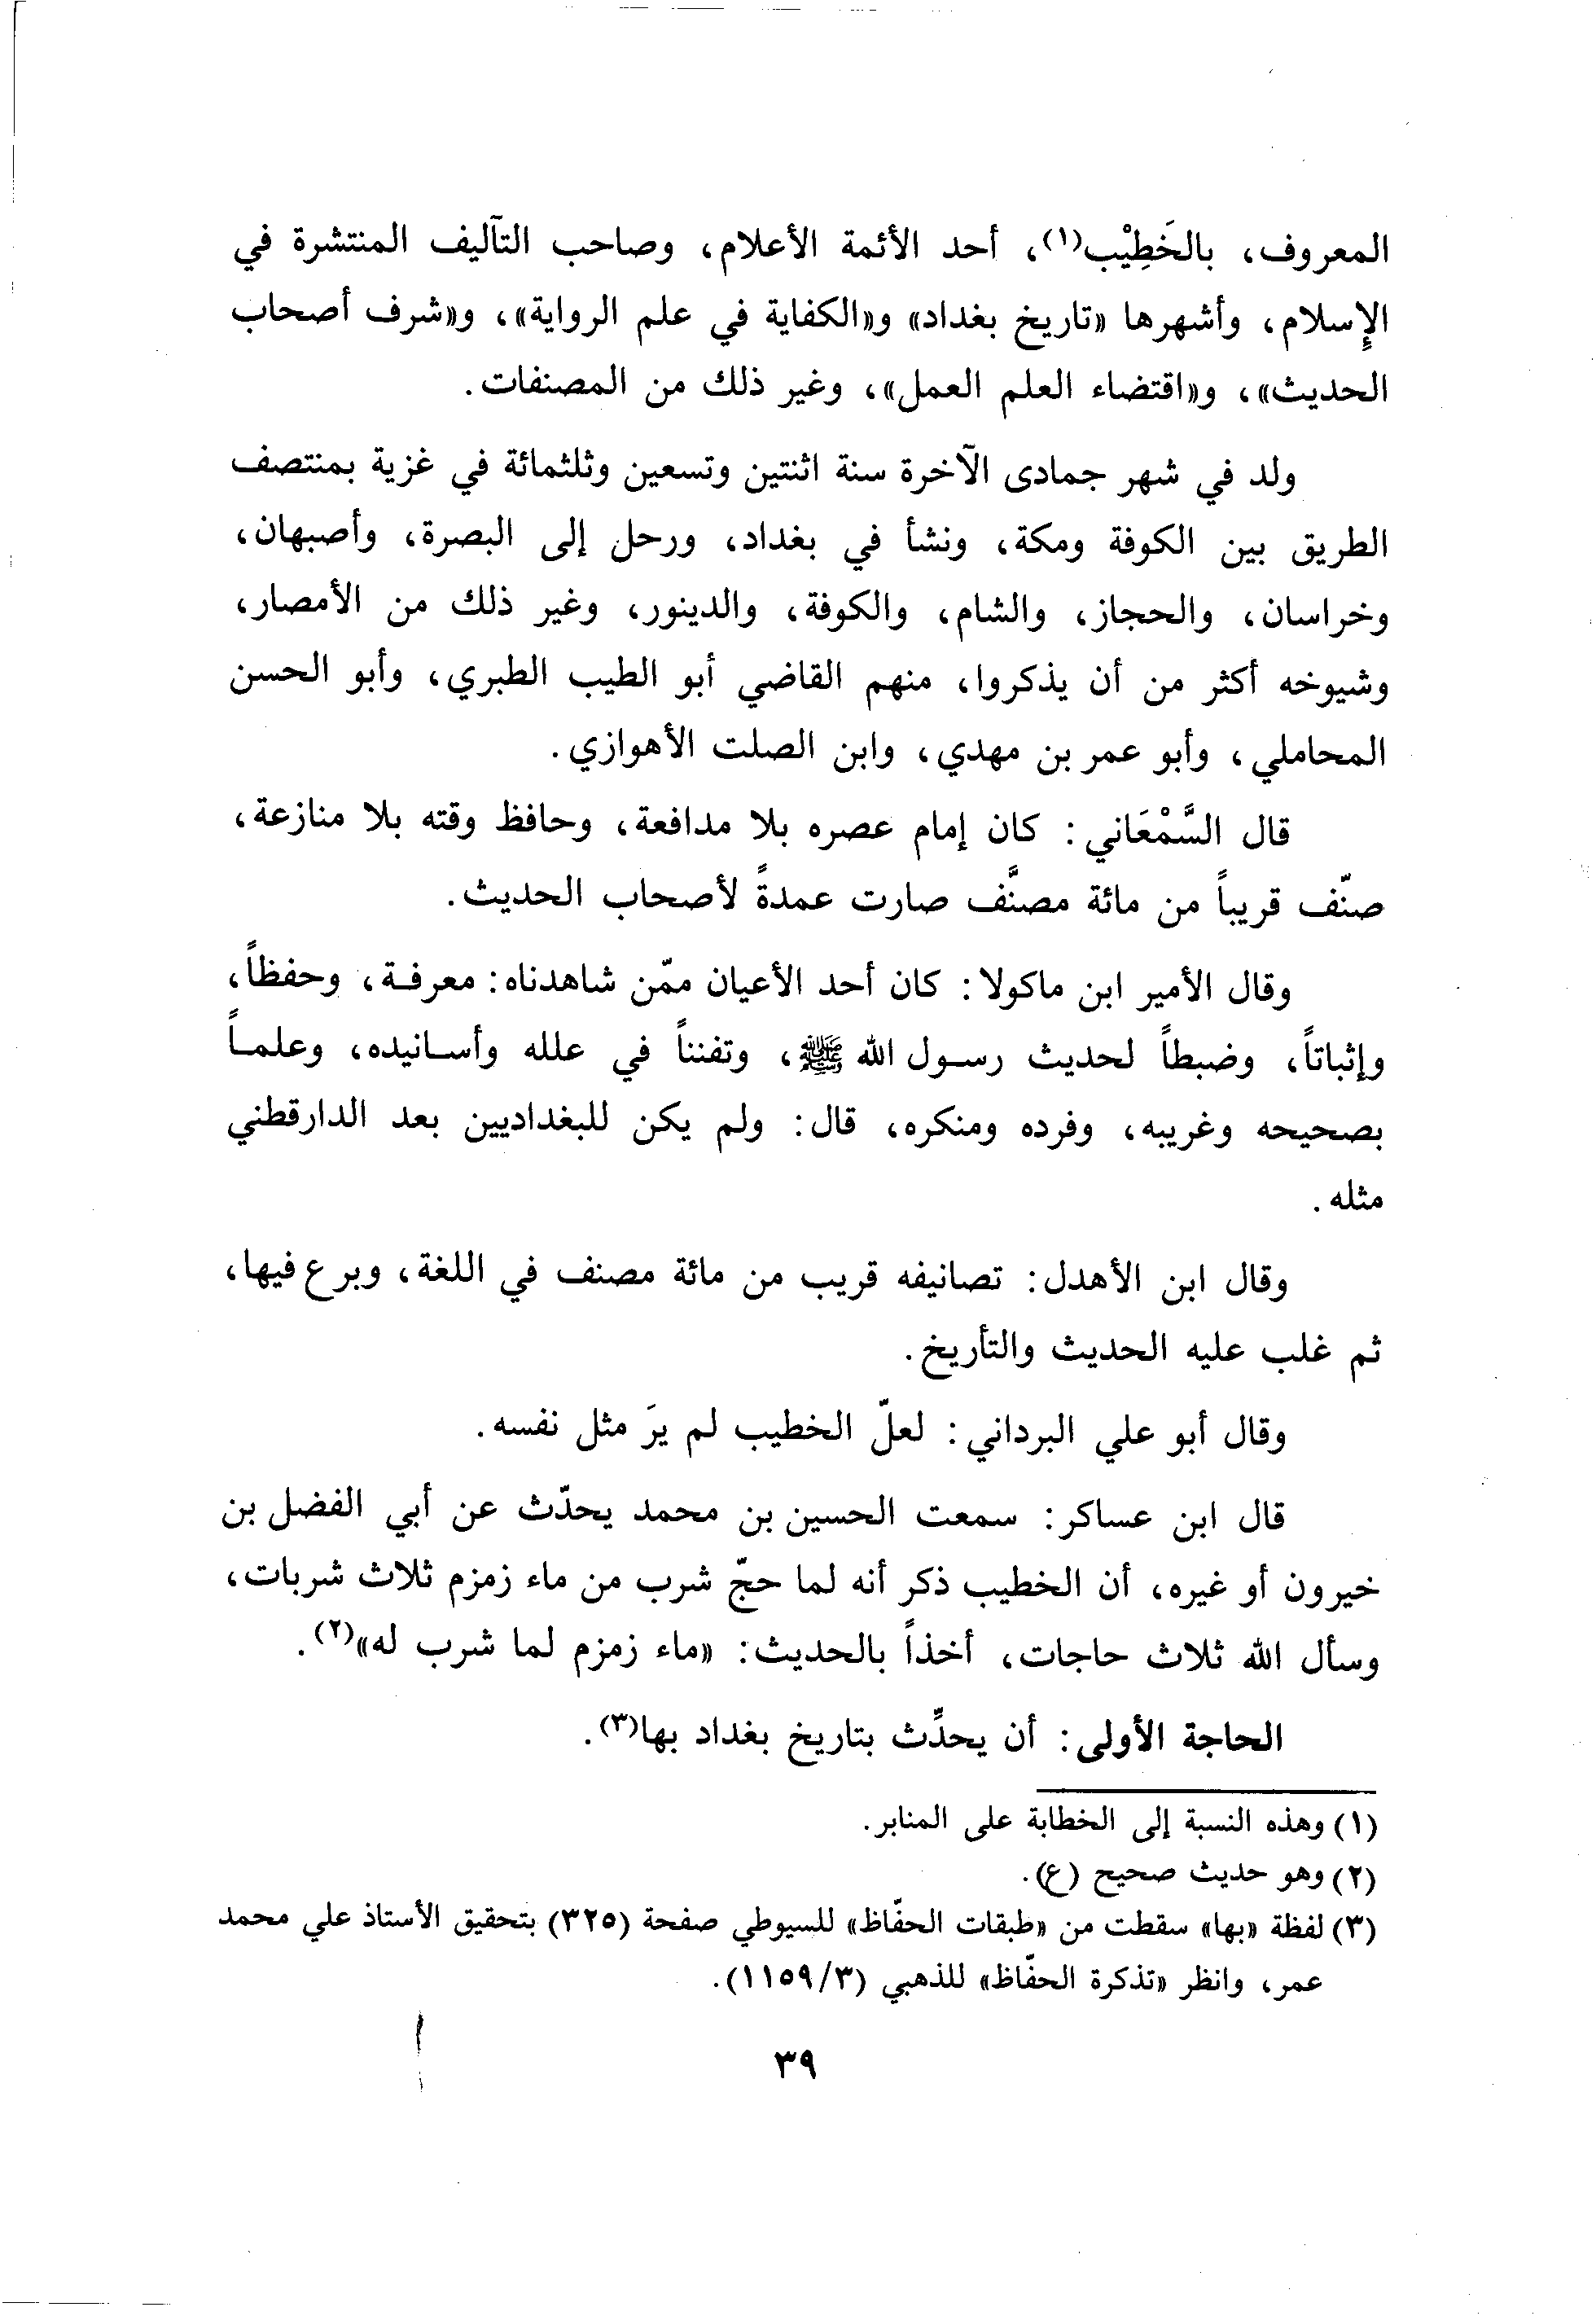 المعروف، بالخَطِيْب(١)، أحد الأئمة الأعلام، وصاحب التآليف المنتشرة في
الإسلام، وأشهرها «تاريخ بغداد» و«الكفاية في علم الرواية»، و«شرف أصحاب
الحديث»، و«اقتضاء العلم العمل»، وغير ذلك من المصنفات.
ولد في شهر جمادى الآخرة سنة اثنتين وتسعين وثلثمائة في غزية بمنتصف
الطريق بين الكوفة ومكة، ونشأ في بغداد، ورحل إلى البصرة، وأصبهان،
وخراسان، والحجاز، والشام، والكوفة، والدينور، وغير ذلك من الأمصار،
وشيوخه أكثر من أن يذكروا، منهم القاضي أبو الطيب الطبري، وأبو الحسن
المحاملي، وأبو عمر بن مهدي، وابن الصلت الأهوازي.
قال السَّمْعَاني: كان إمام عصره بلا مدافعة، وحافظ وقته بلا منازعة،
صنّف قريباً من مائة مصنَّف صارت عمدةً لأصحاب الحديث.
وقال الأمير ابن ماكولا: كان أحد الأعيان ممّن شاهدناه: معرفة، وحفظاً،
وإثباتاً، وضبطاً لحديث رسول الله ﷺ، وتفنناً في علله وأسانيده، وعلماً
بصحيحه وغريبه، وفرده ومنكره، قال: ولم يكن للبغداديين بعد الدارقطني
مثله.
وقال ابن الأهدل: تصانيفه قريب من مائة مصنف في اللغة، وبرع فيها،
ثم غلب عليه الحديث والتأريخ.
وقال أبو علي البرداني: لعلّ الخطيب لم يرَ مثل نفسه.
قال ابن عساكر: سمعت الحسين بن محمد يحدّث عن أبي الفضل بن
خيرون أو غيره، أن الخطيب ذكر أنه لما حجّ شرب من ماء زمزم ثلاث شربات،
وسأل الله ثلاث حاجات، أخذاً بالحديث: «ماء زمزم لما شرب له»(٢).
الحاجة الأولى: أن يحدِّث بتاريخ بغداد بها(٣).
(١) وهذه النسبة إلى الخطابة على المنابر.
(٢) وهو حديث صحيح (ع).
(٣) لفظة «بها» سقطت من «طبقات الحفّاظ» للسيوطي صفحة (٣٢٥) بتحقيق الأستاذ علي محمد
عمر، وانظر «تذكرة الحفّاظ» للذهبي (٣/١١٥٩).
٣٩